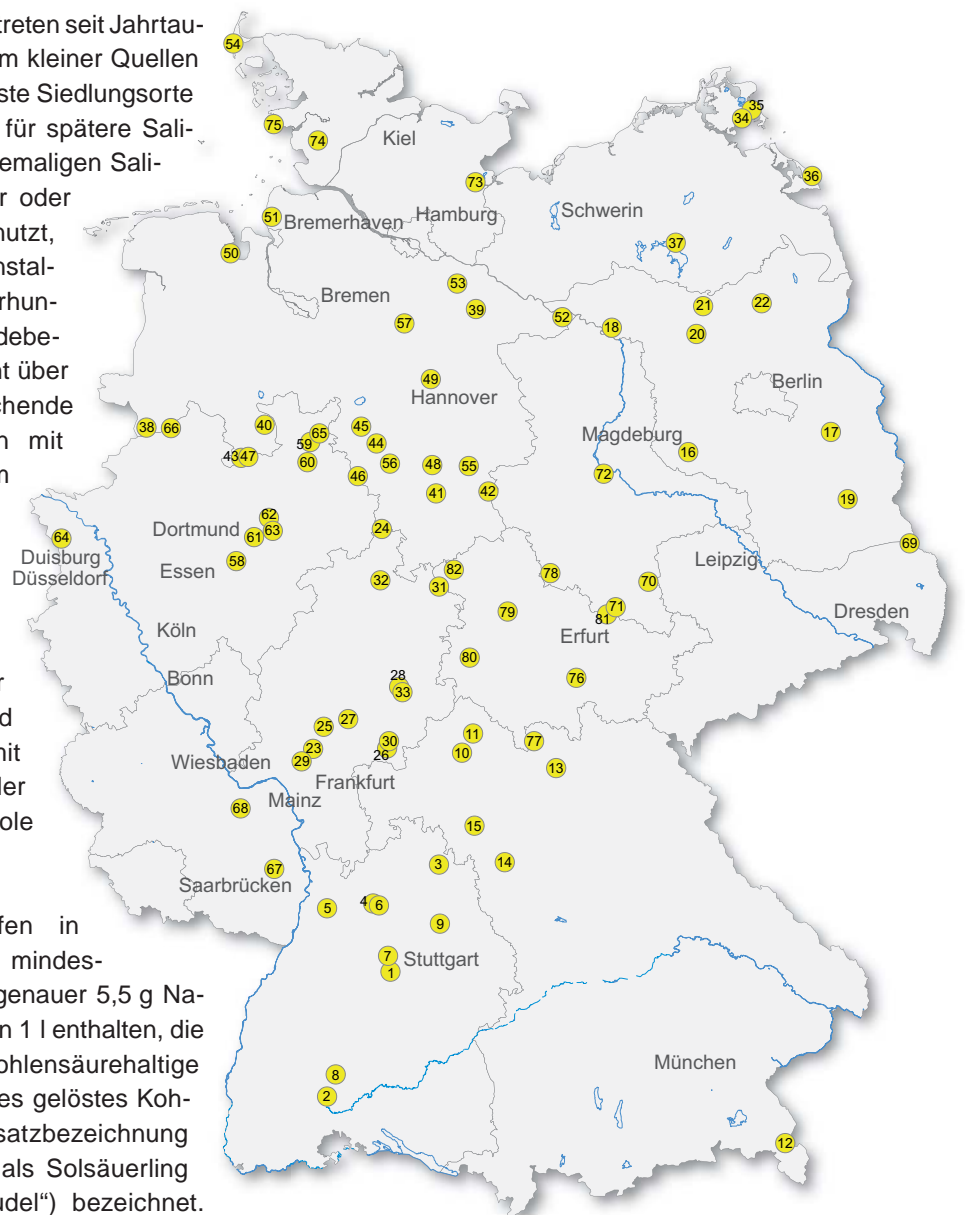 treten seit Jahrtau-
m kleiner Quellen
ste Siedlungsorte
für spätere Sali-
emaligen Sali-
r oder
nutzt,
nstal-
rhun-
debe-
nt über
chende
n mit
r
d
nit
der
ole
fen in
mindes-
genauer 5,5 g Na-
n 1 l enthalten, die
ohlensäurehaltige
es gelöstes Koh-
satzbezeichnung
als Solsäuerling
udel“) bezeichnet.
54
35
34
75
74
Kiel
36
73
51
Bremerhaven
Hamburg
Schwerin
37
50
53
Bremen
39
52
21
22
57
18
20
49
Hannover
Berlin
38
66
40
65
59
45
44
Magdeburg
17
16
43
47
60
56
48
55
46
72
41
42
19
62
Dortmund
63
61
24
64
Duisburg
Düsseldorf
69
58
Essen
Leipzig
82
78
32
31
70
79
71
81
Dresden
Köln
Erfurt
80
Bonn
28
33
76
27
25
11
30
77
23
26
10
Wiesbaden
29
13
Frankfurt
Mainz
68
15
3
14
67
Saarbrücken
4
6
5
9
7
Stuttgart
1
München
8
2
12